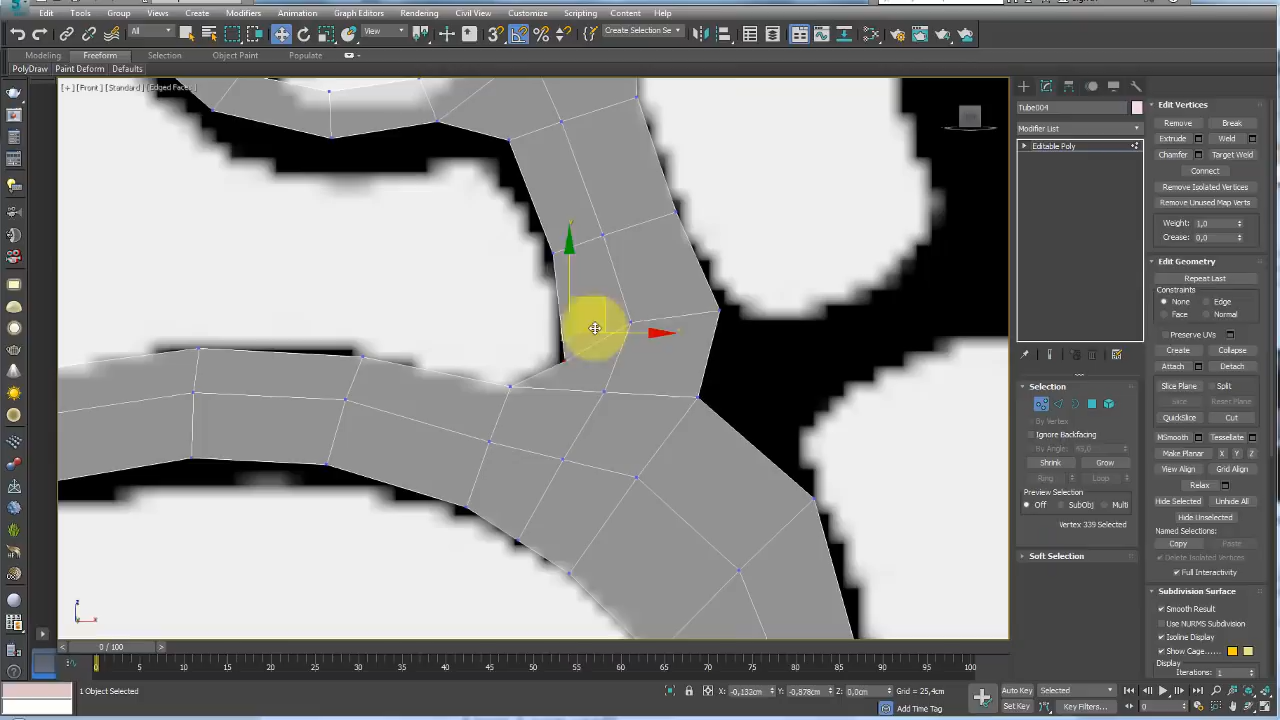 Edit Tools Group Views Create Modifiers Animation Graph Editors Rendering Civil View Customize Scripting Content Help
All View Create Selection Se
Modeling Freeform Selection Object Paint Populate
PolyDraw Paint Deform Defaults
[+] [Front] [Standard] [Edged Faces]
Tube004
Modifier List
Editable Poly
Selection
By Vertex
Ignore Backfacing
By Angle:
Shrink Grow
Ring Loop
Preview Selection
Off SubObj Multi
Vertex 339 Selected
Soft Selection
Edit Vertices
Remove Break
Extrude Weld
Chamfer Target Weld
Connect
Remove Isolated Vertices
Remove Unused Map Verts
Weight: 1,0
Crease: 0,0
Edit Geometry
Repeat Last
Constraints
None Edge
Face Normal
Preserve UVs
Create Collapse
Attach Detach
Slice Plane Split
Slice Reset Plane
QuickSlice Cut
MSmooth Tessellate
Make Planar X Y Z
View Align Grid Align
Relax
Hide Selected Unhide All
Hide Unselected
Named Selections:
Copy Paste
Delete Isolated Vertices
Full Interactivity
Subdivision Surface
Smooth Result
Use NURMS Subdivision
Isoline Display
Show Cage......
Display
Iterations: 1
z
x
0 / 100
0 5 10 15 20 25 30 35 40 45 50 55 60 65 70 75 80 85 90 95 100
1 Object Selected
X: -0,132cm Y: -0,878cm Z: 0,0cm Grid = 25,4cm
Add Time Tag
Auto Key Selected
Set Key Key Filters...
0